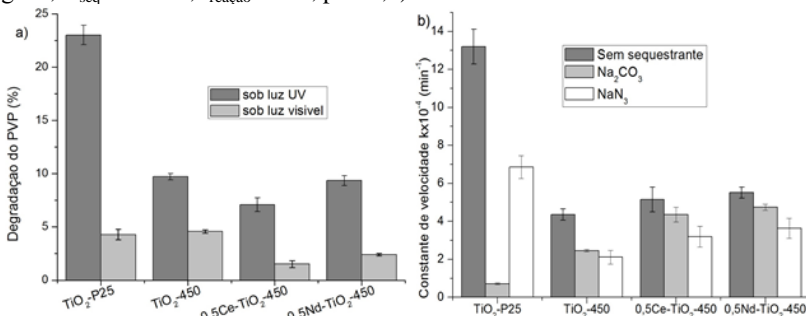 a)
Degradação do PVP (%)
25
20
15
10
5
0
sob luz UV
sob luz visivel
TiO2-P25
TiO2-450
0,5Ce-TiO2-450
0,5Nd-TiO2-450
b)
Constante de velocidade kx10-4 (min-1)
14
12
10
8
6
4
2
0
Sem sequestrante
Na2CO3
NaN3
TiO2-P25
TiO2-450
0,5Ce-TiO2-450
0,5Nd-TiO2-450